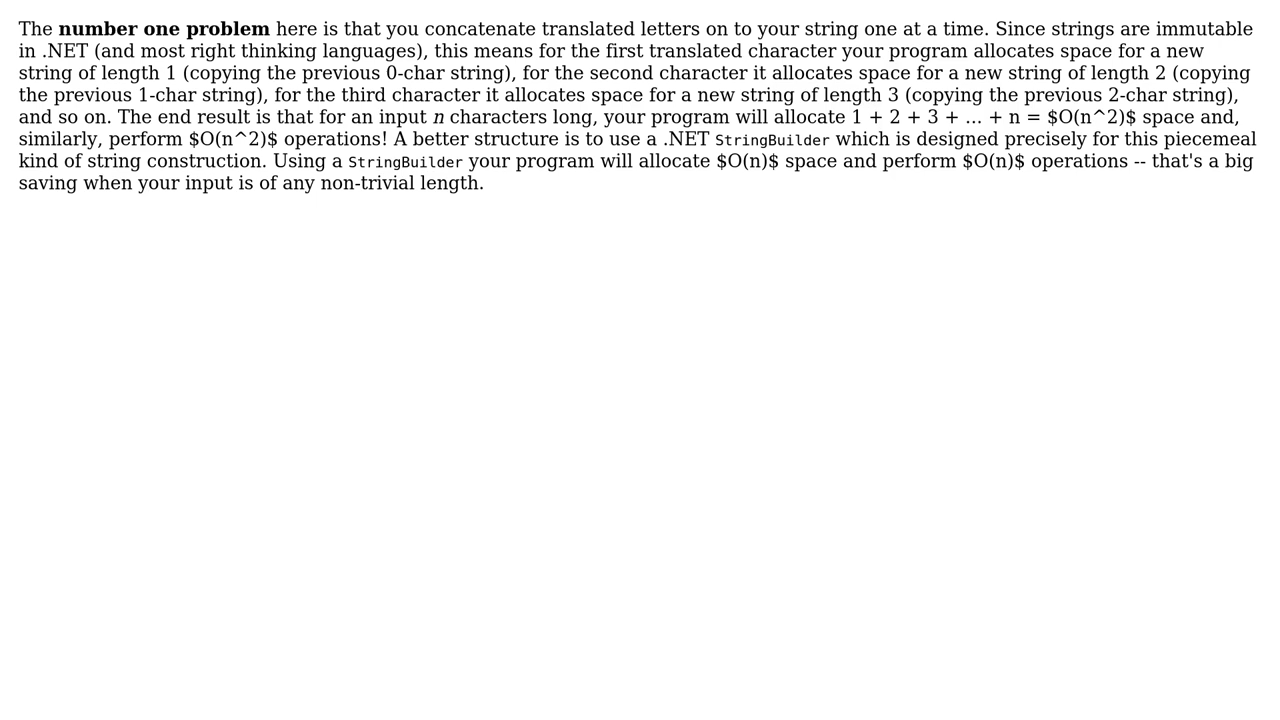 The number one problem here is that you concatenate translated letters on to your string one at a time. Since strings are immutable
in .NET (and most right thinking languages), this means for the first translated character your program allocates space for a new
string of length 1 (copying the previous 0-char string), for the second character it allocates space for a new string of length 2 (copying
the previous 1-char string), for the third character it allocates space for a new string of length 3 (copying the previous 2-char string),
and so on. The end result is that for an input n characters long, your program will allocate 1 + 2 + 3 + ... + n = $O(n^2)$ space and,
similarly, perform $O(n^2)$ operations! A better structure is to use a .NET StringBuilder which is designed precisely for this piecemeal
kind of string construction. Using a StringBuilder your program will allocate $O(n)$ space and perform $O(n)$ operations -- that's a big
saving when your input is of any non-trivial length.